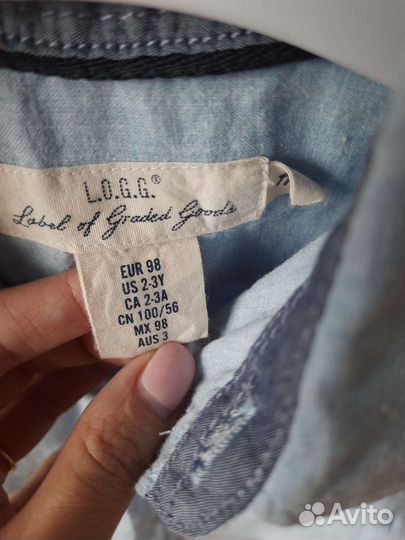 L.O.G.G.®
Label of Graded Goods
EUR 98
US 2-3Y
CA 2-3A
CN 100/56
MX 98
AUS 3
Avito